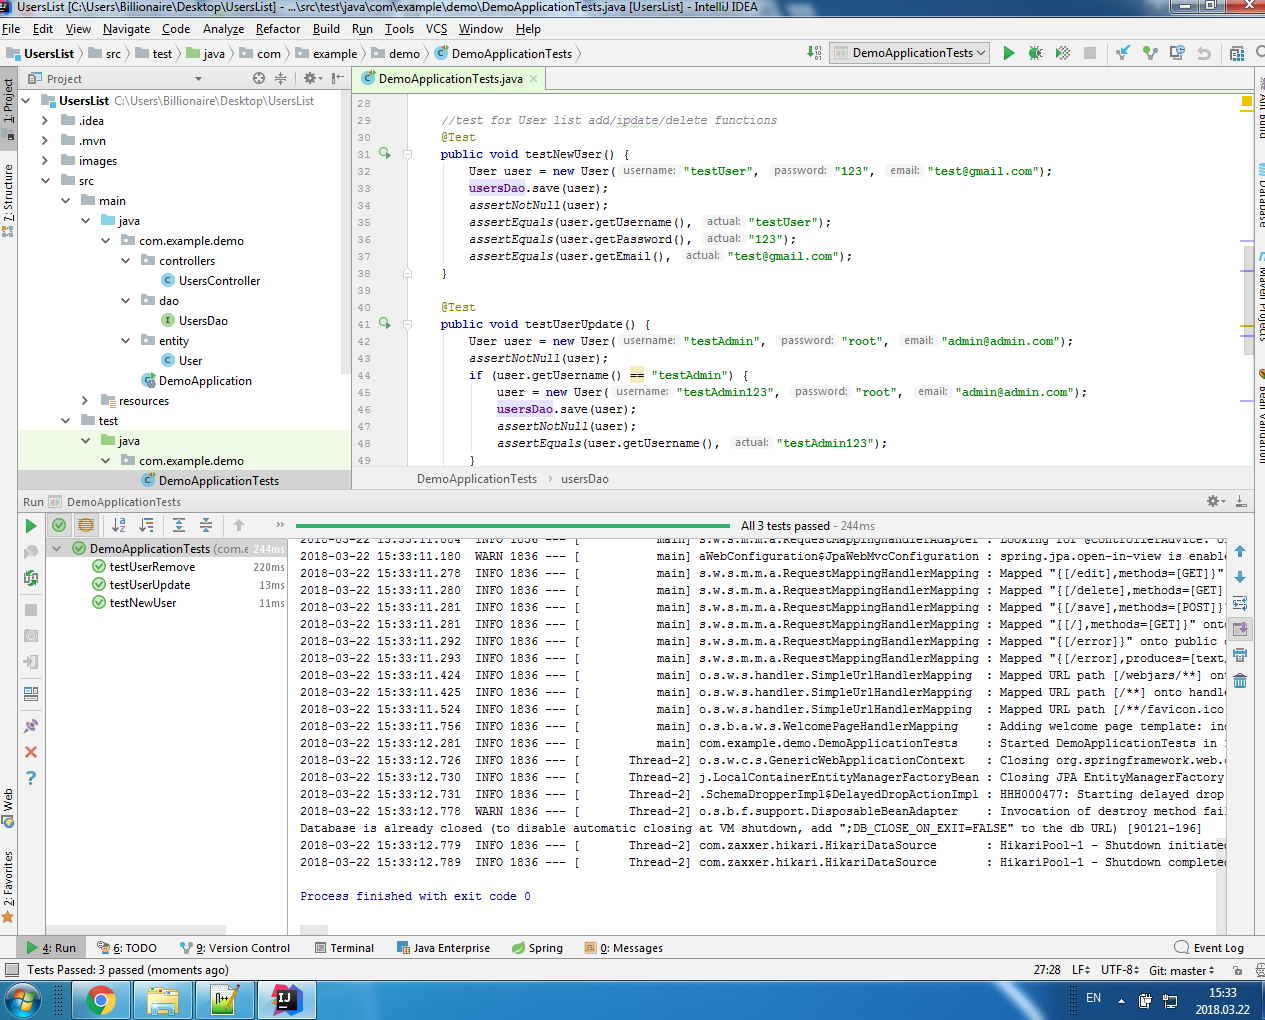 UsersList [C:\Users\Billionaire\Desktop\UsersList] - ...\src\test\java\com\example\demo\DemoApplicationTests.java [UsersList] - IntelliJ IDEA
File Edit View Navigate Code Analyze Refactor Build Run Tools VCS Window Help
UsersList src test java com example demo DemoApplicationTests DemoApplicationTests
Project DemoApplicationTests.java
UsersList C:\Users\Billionaire\Desktop\UsersList
.idea
.mvn
images
src
main
java
com.example.demo
controllers
UsersController
dao
UsersDao
entity
User
DemoApplication
resources
test
java
com.example.demo
DemoApplicationTests
1: Project
7: Structure
Web
2: Favorites
28
29 //test for User list add/ipdate/delete functions
30 @Test
31 public void testNewUser() {
32 User user = new User( username: "testUser", password: "123", email: "test@gmail.com");
33 usersDao.save(user);
34 assertNotNull(user);
35 assertEquals(user.getUsername(), actual: "testUser");
36 assertEquals(user.getPassword(), actual: "123");
37 assertEquals(user.getEmail(), actual: "test@gmail.com");
38 }
39
40 @Test
41 public void testUserUpdate() {
42 User user = new User( username: "testAdmin", password: "root", email: "admin@admin.com");
43 assertNotNull(user);
44 if (user.getUsername() == "testAdmin") {
45 user = new User( username: "testAdmin123", password: "root", email: "admin@admin.com");
46 usersDao.save(user);
47 assertNotNull(user);
48 assertEquals(user.getUsername(), actual: "testAdmin123");
49 }
DemoApplicationTests usersDao
Ant Build
Database
Maven Projects
Bean Validation
Run DemoApplicationTests
All 3 tests passed - 244ms
DemoApplicationTests (com.e 244ms
testUserRemove 220ms
testUserUpdate 13ms
testNewUser 11ms
2018-03-22 15:33:11.084 INFO 1836 --- [ main] s.w.s.m.m.a.RequestMappingHandlerAdapter : Looking for @ControllerAdvice: o
2018-03-22 15:33:11.180 WARN 1836 --- [ main] aWebConfiguration$JpaWebMvcConfiguration : spring.jpa.open-in-view is enable
2018-03-22 15:33:11.278 INFO 1836 --- [ main] s.w.s.m.m.a.RequestMappingHandlerMapping : Mapped "{[/edit],methods=[GET]}"
2018-03-22 15:33:11.280 INFO 1836 --- [ main] s.w.s.m.m.a.RequestMappingHandlerMapping : Mapped "{[/delete],methods=[GET]
2018-03-22 15:33:11.281 INFO 1836 --- [ main] s.w.s.m.m.a.RequestMappingHandlerMapping : Mapped "{[/save],methods=[POST]}"
2018-03-22 15:33:11.281 INFO 1836 --- [ main] s.w.s.m.m.a.RequestMappingHandlerMapping : Mapped "{[/],methods=[GET]}" onto
2018-03-22 15:33:11.292 INFO 1836 --- [ main] s.w.s.m.m.a.RequestMappingHandlerMapping : Mapped "{[/error]}" onto public
2018-03-22 15:33:11.293 INFO 1836 --- [ main] s.w.s.m.m.a.RequestMappingHandlerMapping : Mapped "{[/error],produces=[text/
2018-03-22 15:33:11.424 INFO 1836 --- [ main] o.s.w.s.handler.SimpleUrlHandlerMapping : Mapped URL path [/webjars/**] ont
2018-03-22 15:33:11.425 INFO 1836 --- [ main] o.s.w.s.handler.SimpleUrlHandlerMapping : Mapped URL path [/**] onto handle
2018-03-22 15:33:11.524 INFO 1836 --- [ main] o.s.w.s.handler.SimpleUrlHandlerMapping : Mapped URL path [/**/favicon.ico
2018-03-22 15:33:11.756 INFO 1836 --- [ main] o.s.b.a.w.s.WelcomePageHandlerMapping : Adding welcome page template: ind
2018-03-22 15:33:12.281 INFO 1836 --- [ main] com.example.demo.DemoApplicationTests : Started DemoApplicationTests in
2018-03-22 15:33:12.726 INFO 1836 --- [ Thread-2] o.s.w.c.s.GenericWebApplicationContext : Closing org.springframework.web.c
2018-03-22 15:33:12.730 INFO 1836 --- [ Thread-2] j.LocalContainerEntityManagerFactoryBean : Closing JPA EntityManagerFactory
2018-03-22 15:33:12.731 INFO 1836 --- [ Thread-2] .SchemaDropperImpl$DelayedDropActionImpl : HHH000477: Starting delayed drop
2018-03-22 15:33:12.778 WARN 1836 --- [ Thread-2] o.s.b.f.support.DisposableBeanAdapter : Invocation of destroy method fail
Database is already closed (to disable automatic closing at VM shutdown, add ";DB_CLOSE_ON_EXIT=FALSE" to the db URL) [90121-196]
2018-03-22 15:33:12.779 INFO 1836 --- [ Thread-2] com.zaxxer.hikari.HikariDataSource : HikariPool-1 - Shutdown initiated
2018-03-22 15:33:12.789 INFO 1836 --- [ Thread-2] com.zaxxer.hikari.HikariDataSource : HikariPool-1 - Shutdown completed
Process finished with exit code 0
4: Run 6: TODO 9: Version Control Terminal Java Enterprise Spring 0: Messages Event Log
Tests Passed: 3 passed (moments ago) 27:28 LF UTF-8 Git: master
EN 15:33
2018.03.22